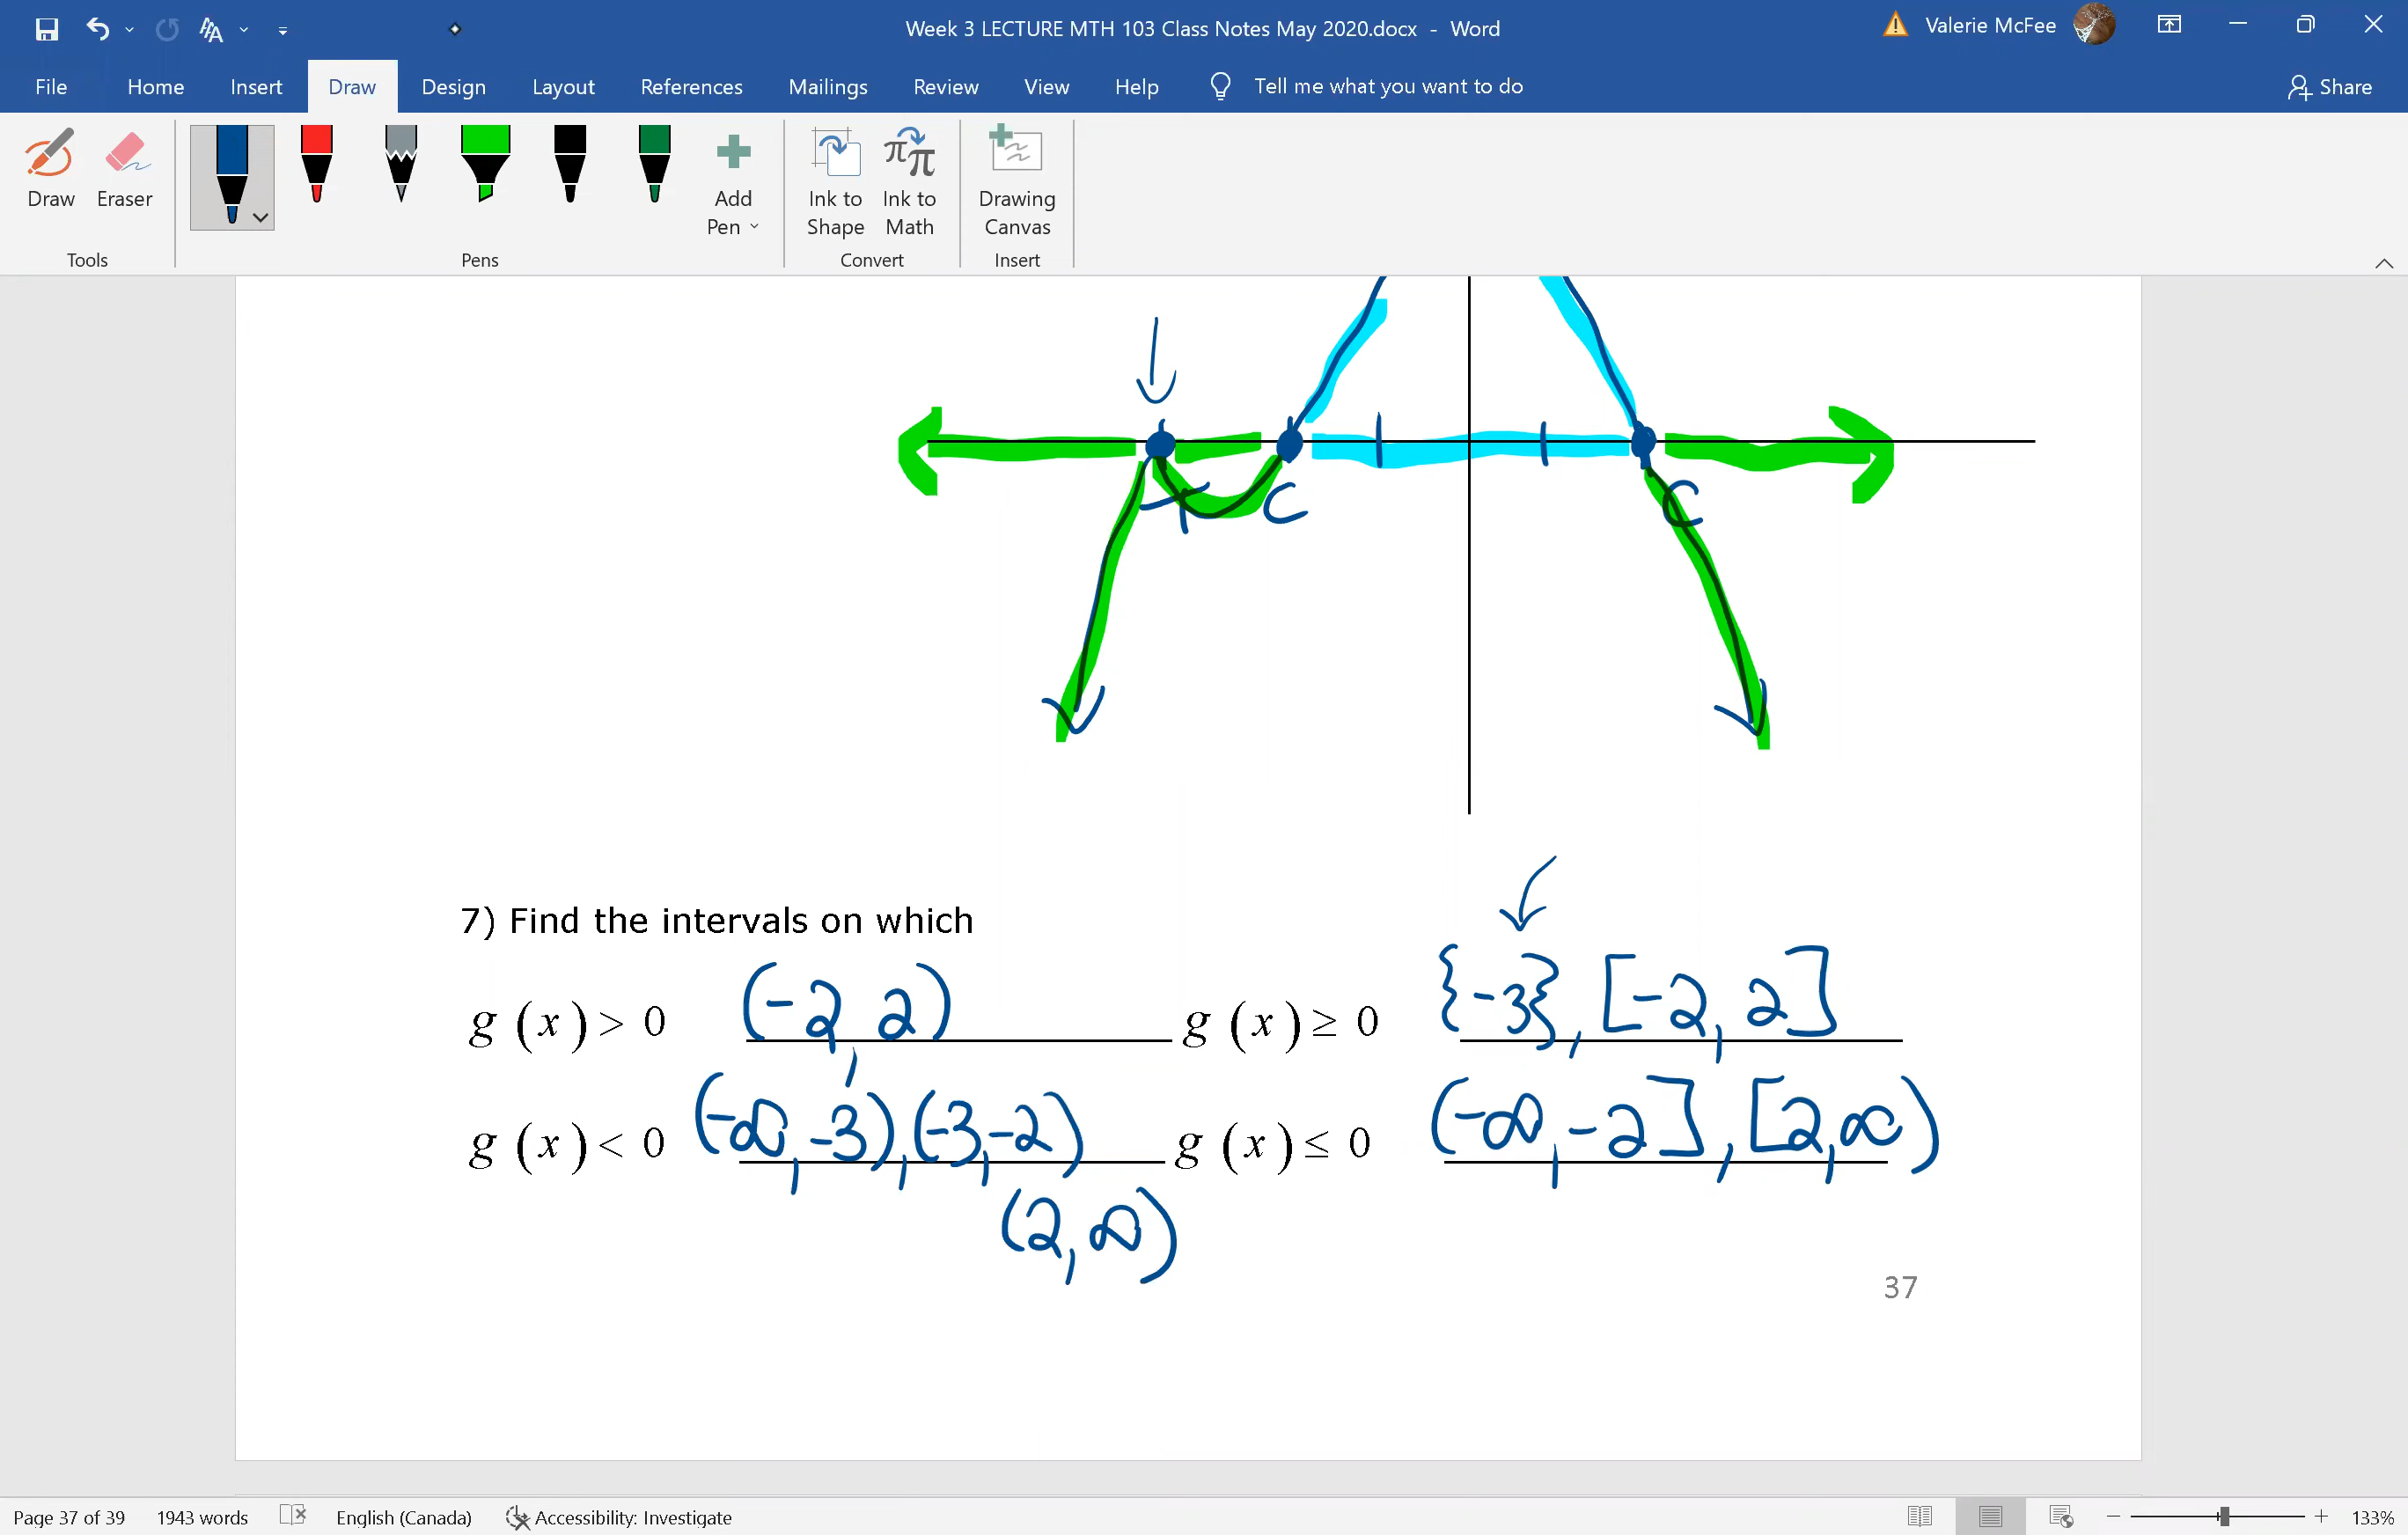 Week 3 LECTURE MTH 103 Class Notes May 2020.docx - Word
Valerie McFee
File Home Insert Draw Design Layout References Mailings Review View Help Tell me what you want to do Share
Draw Eraser Add Pen Ink to Shape Ink to Math Drawing Canvas
Tools Pens Convert Insert
T C C
7) Find the intervals on which
g (x) > 0 (-2, 2) g (x) ≥ 0 {-3}, [-2, 2]
g (x) < 0 (-∞, -3), (-3, -2) g (x) ≤ 0 (-∞, -2], [2, ∞)
(2, ∞)
37
Page 37 of 39 1943 words English (Canada) Accessibility: Investigate 133%